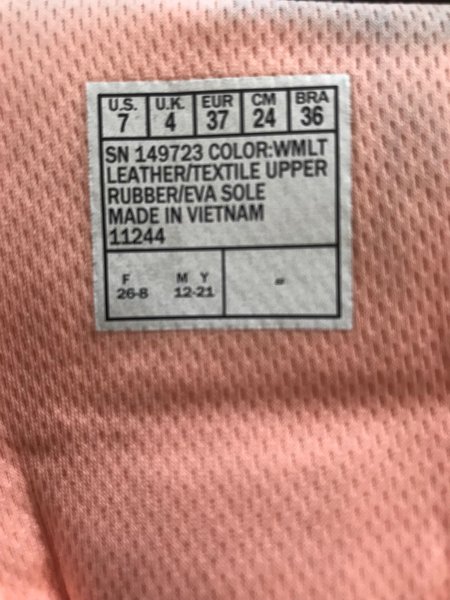 U.S. U.K. EUR CM BRA
7 4 37 24 36
SN 149723 COLOR:WMLT
LEATHER/TEXTILE UPPER
RUBBER/EVA SOLE
MADE IN VIETNAM
11244
F M Y
26-8 12-21